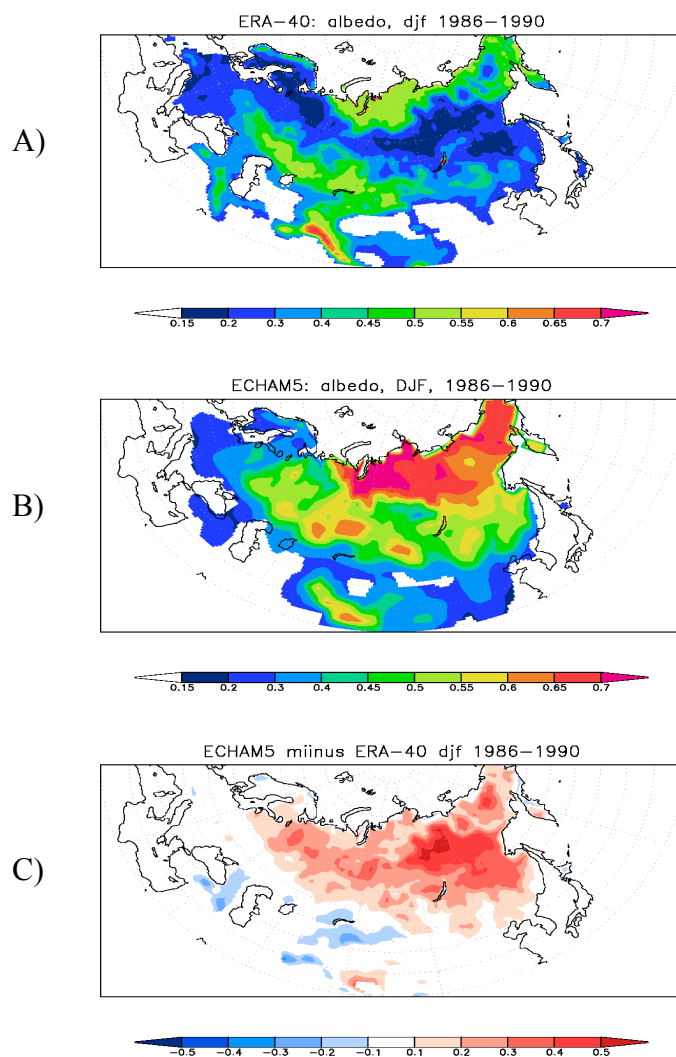 ERA−40: albedo, djf 1986−1990
A)
0.15 0.2 0.3 0.4 0.45 0.5 0.55 0.6 0.65 0.7
ECHAM5: albedo, DJF, 1986−1990
B)
0.15 0.2 0.3 0.4 0.45 0.5 0.55 0.6 0.65 0.7
ECHAM5 miinus ERA−40 djf 1986−1990
C)
−0.5 −0.4 −0.3 −0.2 −0.1 0.1 0.2 0.3 0.4 0.5